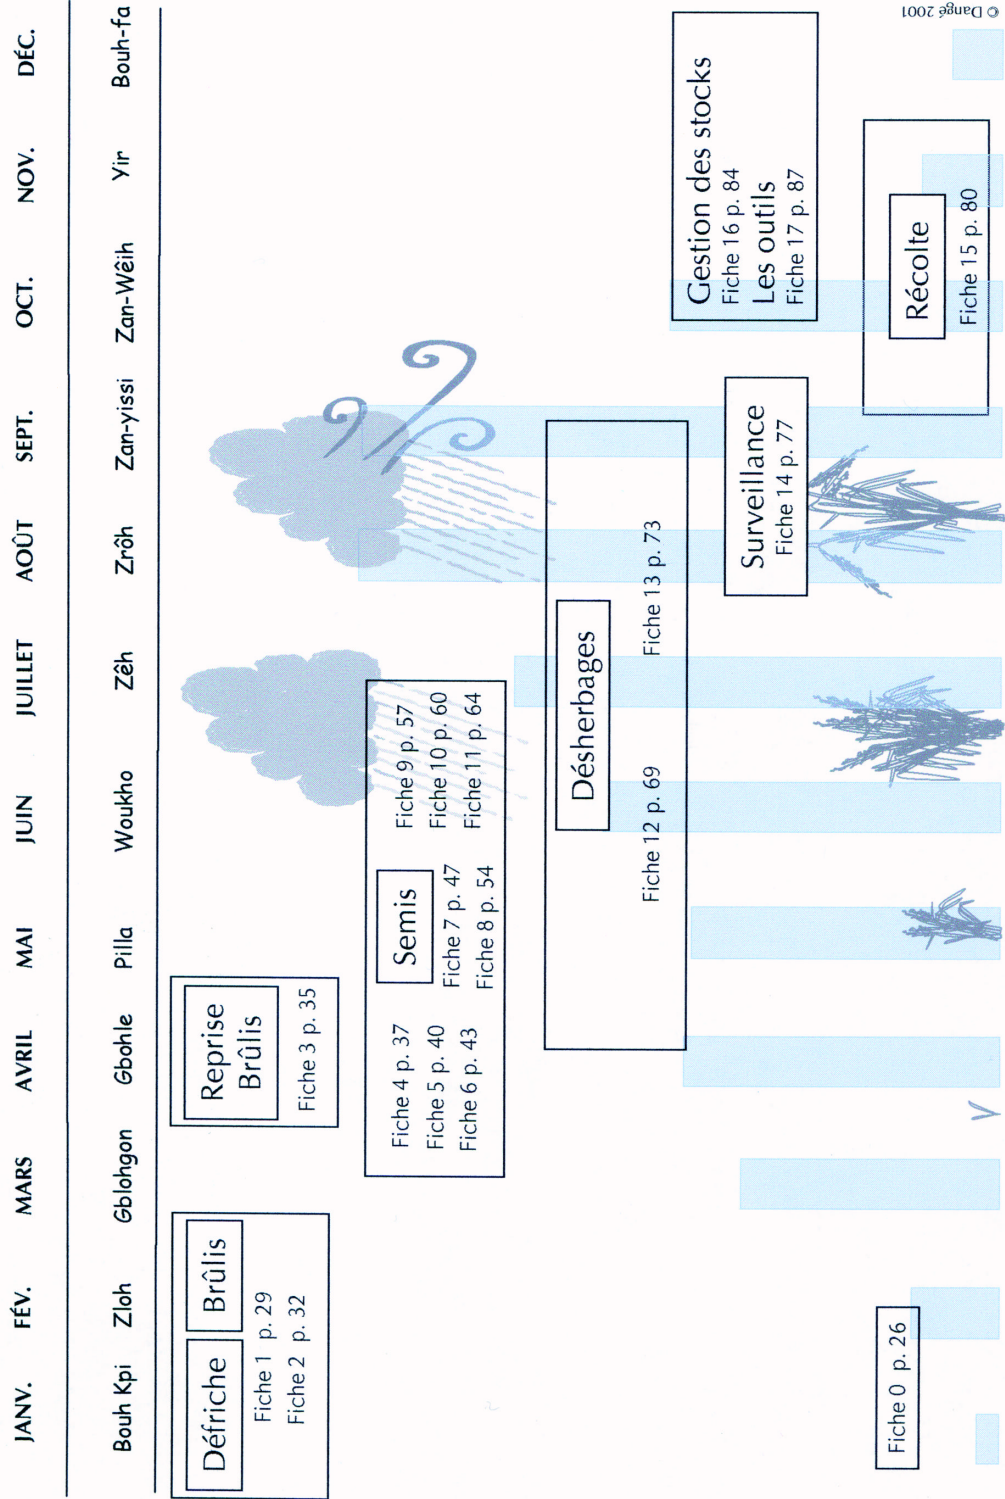 JANV. FÉV. MARS AVRIL MAI JUIN JUILLET AOÛT SEPT. OCT. NOV. DÉC.
Bouh Kpi Zloh Gblohgon Gbohle Pilla Woukho Zêh Zrôh Zan-yissi Zan-Wêih Yir Bouh-fa
Défriche Brûlis
Fiche 1 p. 29
Fiche 2 p. 32
Reprise
Brûlis
Fiche 3 p. 35
Semis
Fiche 4 p. 37
Fiche 5 p. 40
Fiche 6 p. 43
Fiche 7 p. 47
Fiche 8 p. 54
Fiche 9 p. 57
Fiche 10 p. 60
Fiche 11 p. 64
Désherbages
Fiche 12 p. 69
Fiche 13 p. 73
Surveillance
Fiche 14 p. 77
Gestion des stocks
Fiche 16 p. 84
Les outils
Fiche 17 p. 87
Récolte
Fiche 15 p. 80
Fiche 0 p. 26
© Dangé 2001